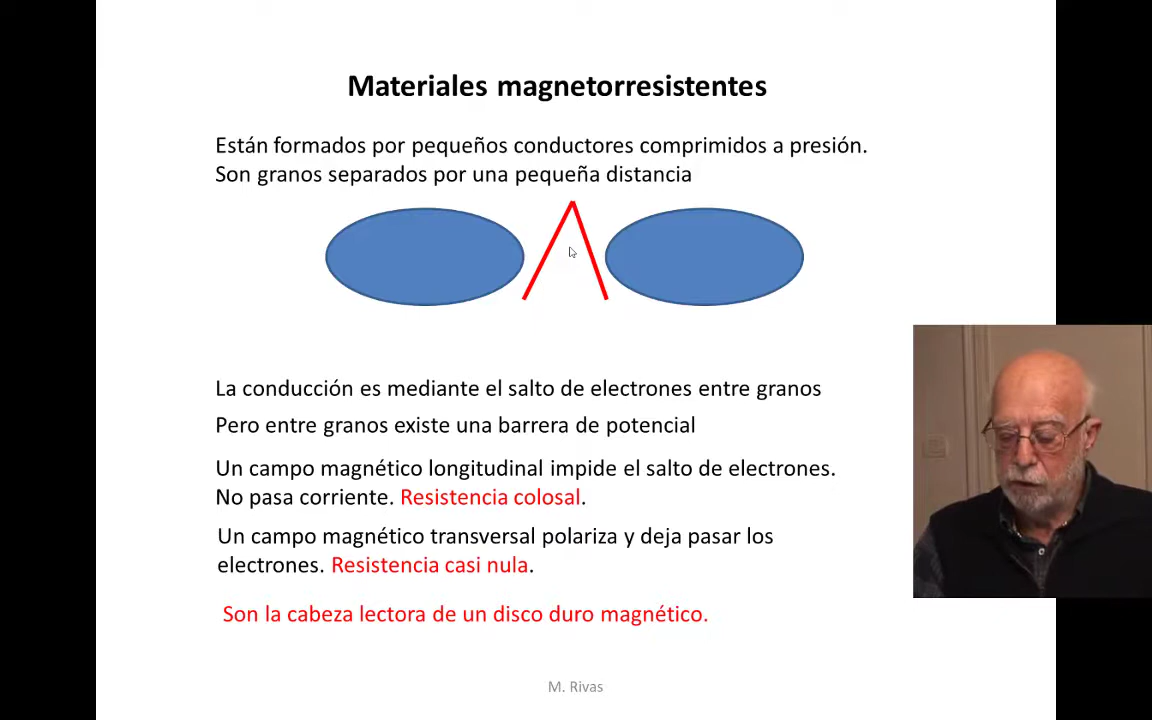 Materiales magnetorresistentes
Están formados por pequeños conductores comprimidos a presión.
Son granos separados por una pequeña distancia
La conducción es mediante el salto de electrones entre granos
Pero entre granos existe una barrera de potencial
Un campo magnético longitudinal impide el salto de electrones.
No pasa corriente. Resistencia colosal.
Un campo magnético transversal polariza y deja pasar los
electrones. Resistencia casi nula.
Son la cabeza lectora de un disco duro magnético.
M. Rivas